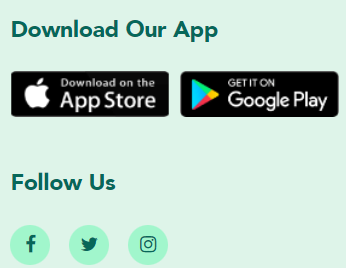 Download Our App
Download on the
App Store
GET IT ON
Google Play
Follow Us